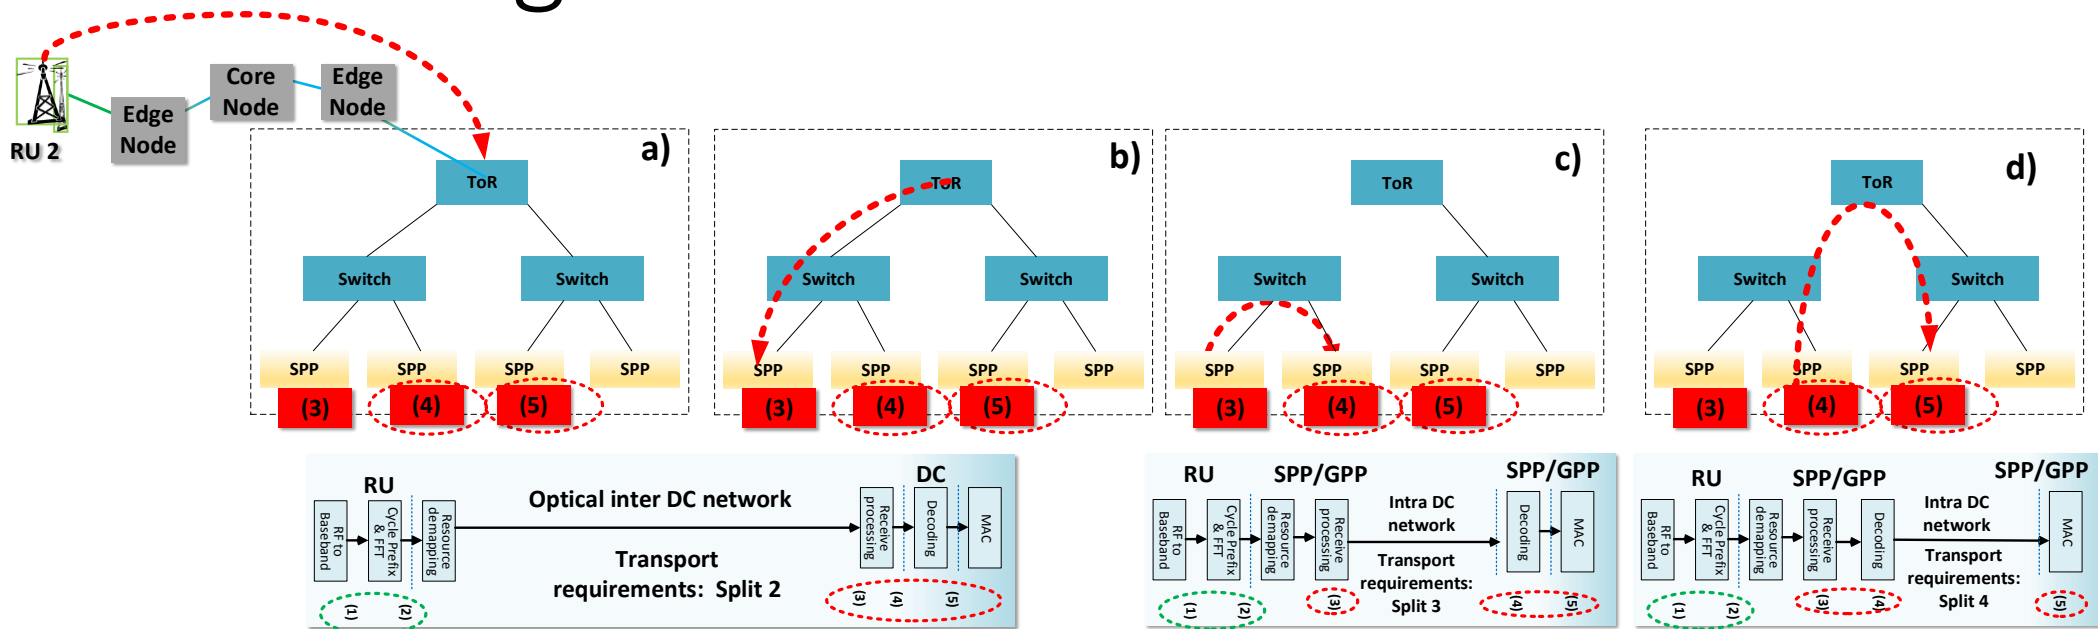 g
RU 2
Edge
Node
Core
Node
Edge
Node
a)
ToR
Switch
Switch
SPP
SPP
SPP
SPP
(3)
(4)
(5)
b)
ToR
Switch
Switch
SPP
SPP
SPP
SPP
(3)
(4)
(5)
c)
ToR
Switch
Switch
SPP
SPP
SPP
SPP
(3)
(4)
(5)
d)
ToR
Switch
Switch
SPP
SPP
SPP
SPP
(3)
(4)
(5)
RU
RF to
Baseband
Cycle Prefix
& FFT
Resource
demapping
Optical inter DC network
Transport
requirements: Split 2
DC
Receive
processing
Decoding
MAC
(1)
(2)
(3)
(4)
(5)
RU
SPP/GPP
SPP/GPP
RF to
Baseband
Cycle Prefix
& FFT
Resource
demapping
Receive
processing
Intra DC
network
Transport
requirements:
Split 3
Decoding
MAC
(1)
(2)
(3)
(4)
(5)
RU
SPP/GPP
SPP/GPP
RF to
Baseband
Cycle Prefix
& FFT
Resource
demapping
Receive
processing
Decoding
Intra DC
network
Transport
requirements:
Split 4
MAC
(1)
(2)
(3)
(4)
(5)